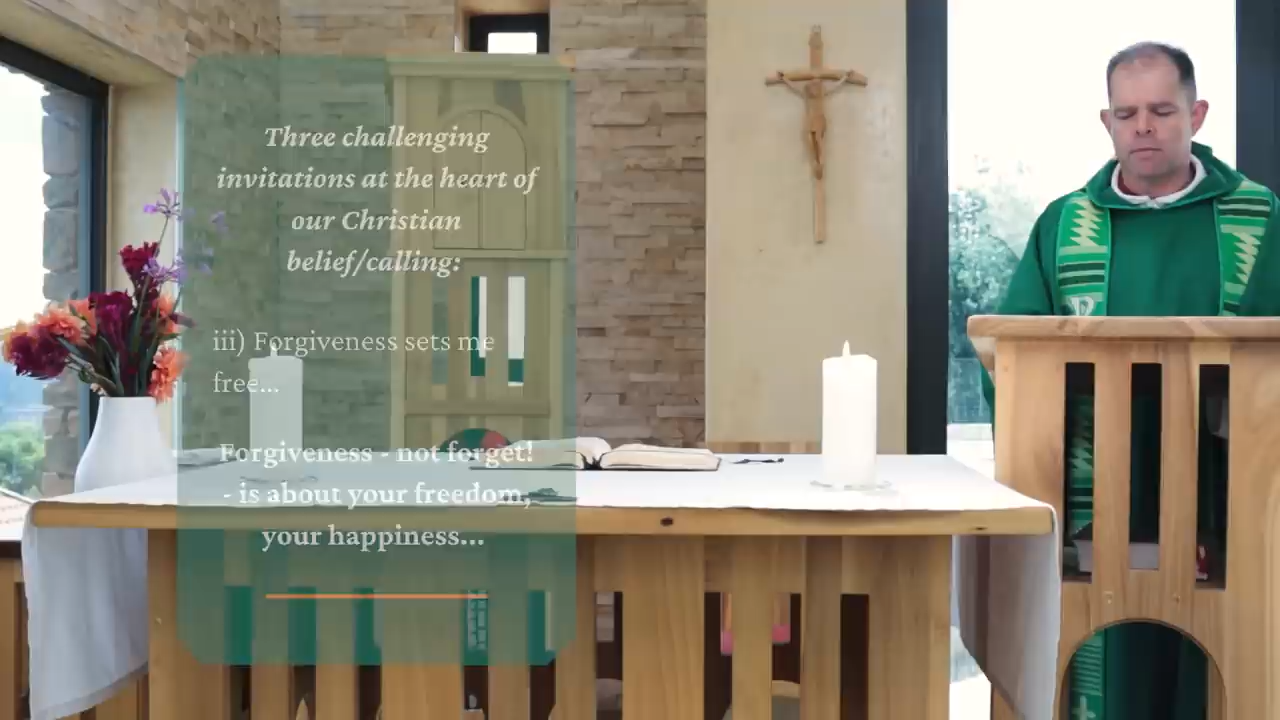 Three challenging
invitations at the heart of
our Christian
belief/calling:
iii) Forgiveness sets me
free...
Forgiveness - not forget!
- is about your freedom,
your happiness...